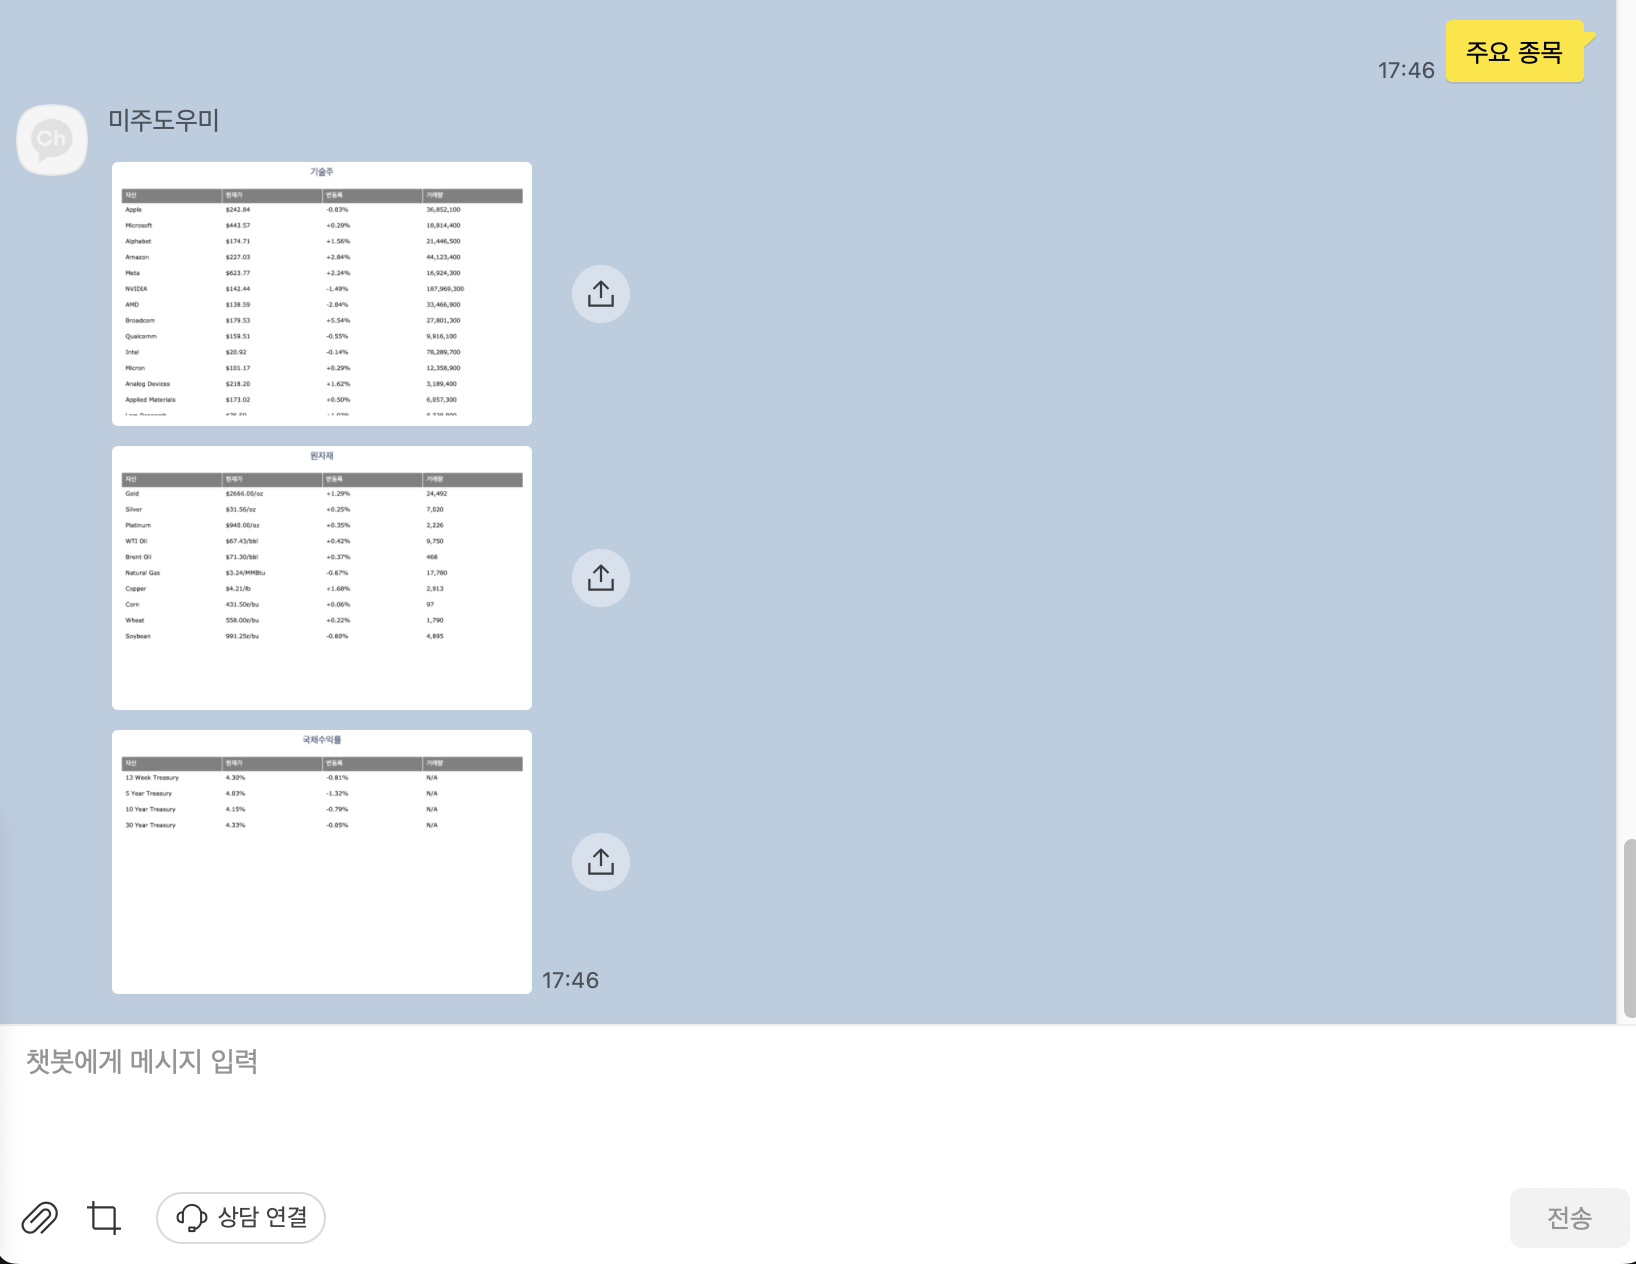 주요 종목
17:46
Ch
미주도우미
기술주
자산 현재가 변동폭 거래량
Apple $242.84 -0.03% 36,852,100
Microsoft $443.57 +0.29% 18,814,400
Alphabet $174.71 +1.56% 21,446,500
Amazon $227.03 +2.84% 44,123,400
Meta $623.77 +2.24% 16,924,300
NVIDIA $142.44 -1.49% 187,969,300
AMD $138.59 -2.04% 33,466,900
Broadcom $179.53 +5.54% 27,801,300
Qualcomm $159.51 -0.55% 9,916,100
Intel $20.92 -0.14% 78,289,700
Micron $101.17 +0.29% 12,358,900
Analog Devices $218.20 +1.62% 3,189,400
Applied Materials $173.02 +0.50% 6,057,300
원자재
자산 현재가 변동폭 거래량
Gold $2666.00/oz +1.29% 24,492
Silver $31.56/oz +0.25% 7,020
Platinum $940.00/oz +0.35% 2,226
WTI Oil $67.43/bbl +0.42% 9,750
Brent Oil $71.30/bbl +0.37% 468
Natural Gas $3.24/MMBtu -0.67% 17,780
Copper $4.21/lb +1.68% 2,913
Corn 431.50¢/bu +0.06% 97
Wheat 558.00¢/bu +0.22% 1,790
Soybean 991.25¢/bu -0.60% 4,895
국채수익률
자산 현재가 변동폭 거래량
13 Week Treasury 4.30% -0.81% N/A
5 Year Treasury 4.03% -1.32% N/A
10 Year Treasury 4.15% -0.79% N/A
30 Year Treasury 4.33% -0.85% N/A
17:46
챗봇에게 메시지 입력
상담 연결
전송